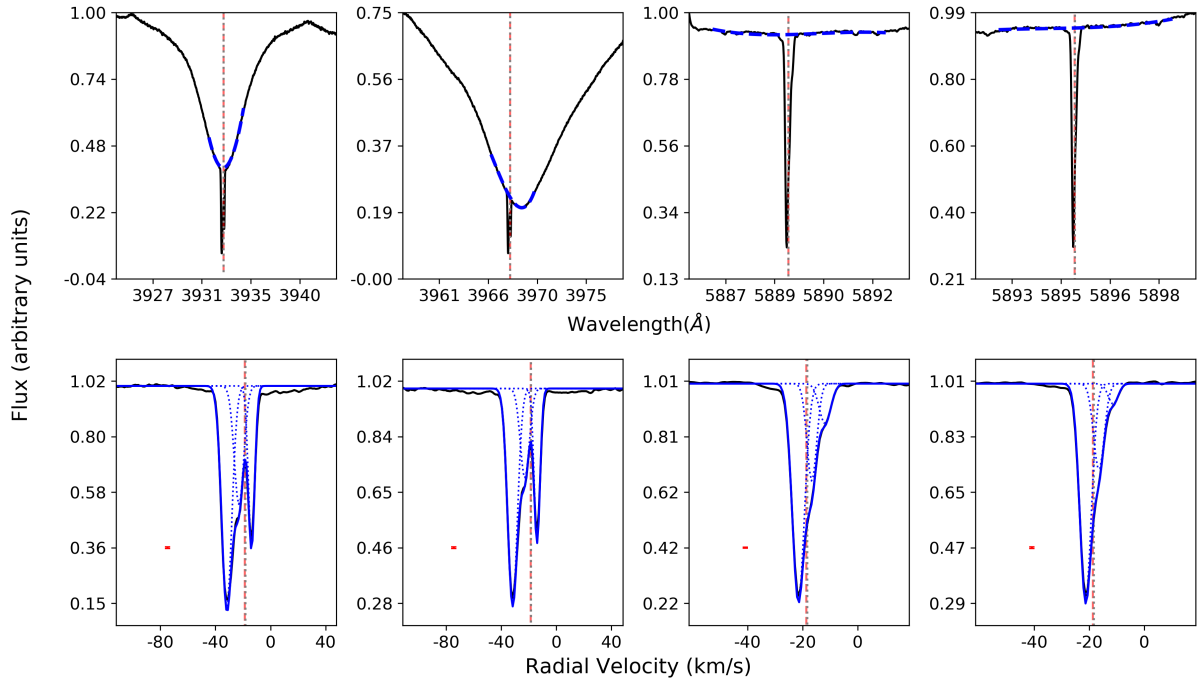 1.00 0.75 1.00 0.99
0.74 0.56 0.78 0.80
0.48 0.37 0.56 0.60
0.22 0.19 0.34 0.40
-0.04 -0.00 0.13 0.21
3927 3931 3935 3940 3961 3966 3970 3975 5887 5889 5890 5892 5893 5895 5896 5898
Wavelength(Å)
Flux (arbitrary units)
1.02 1.02 1.01 1.01
0.80 0.84 0.81 0.83
0.58 0.65 0.62 0.65
0.36 0.46 0.42 0.47
0.15 0.28 0.22 0.29
-80 -40 0 40 -80 -40 0 40 -40 -20 0 -40 -20 0
Radial Velocity (km/s)